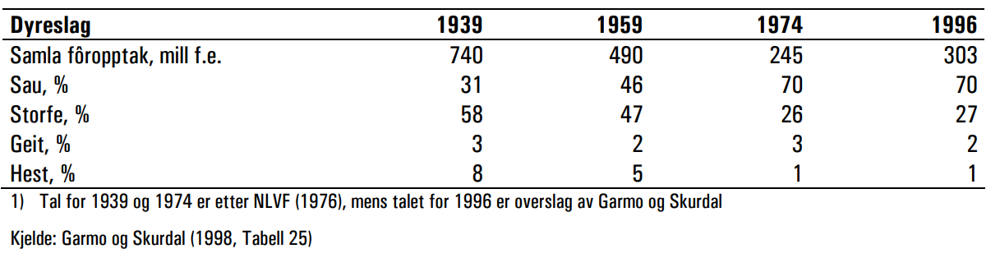 Dyreslag 1939 1959 1974 1996
Samla fôropptak, mill f.e. 740 490 245 303
Sau, % 31 46 70 70
Storfe, % 58 47 26 27
Geit, % 3 2 3 2
Hest, % 8 5 1 1
1) Tal for 1939 og 1974 er etter NLVF (1976), mens talet for 1996 er overslag av Garmo og Skurdal
Kjelde: Garmo og Skurdal (1998, Tabell 25)